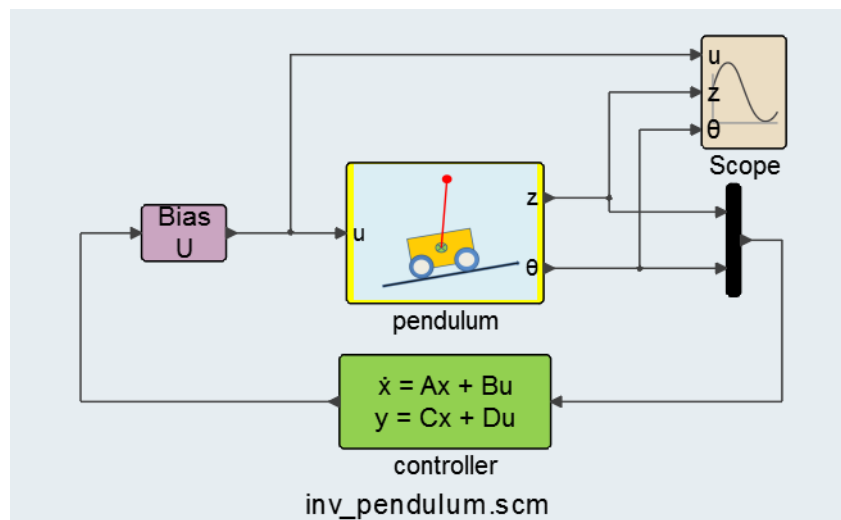 u
z
θ
Scope
Bias
U
u
z
θ
pendulum
ẋ = Ax + Bu
y = Cx + Du
controller
inv_pendulum.scm